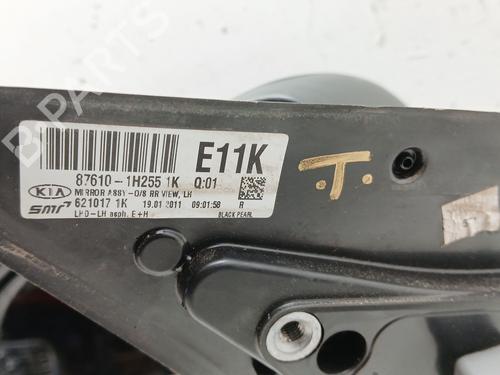 B-PARTS
E11K
87610 - 1H255 1K Q:01
KIA MIRROR ASSY-O/S RR VIEW, LH
smr 621017 1K 19.01.2011 09:01:58 R
LHD-LH asph. E+H BLACK PEARL
.T.